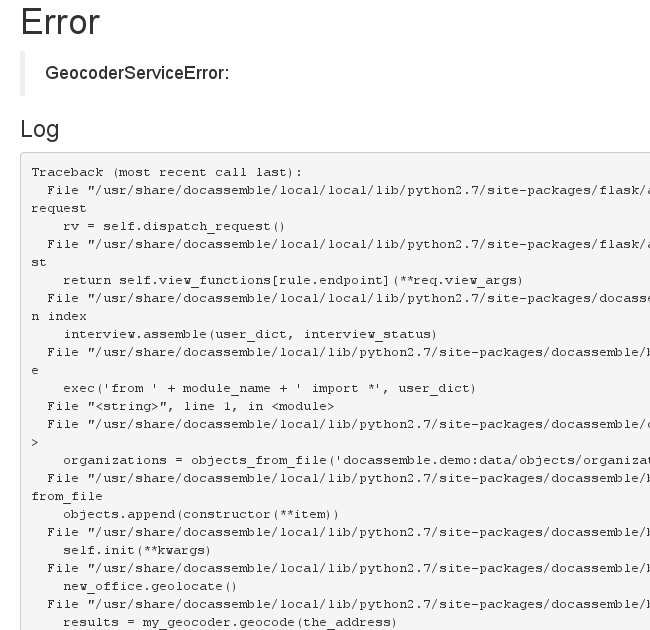 Error
GeocoderServiceError:
Log
Traceback (most recent call last):
File "/usr/share/docassemble/local/local/lib/python2.7/site-packages/flask/
request
rv = self.dispatch_request()
File "/usr/share/docassemble/local/local/lib/python2.7/site-packages/flask/
st
return self.view_functions[rule.endpoint](**req.view_args)
File "/usr/share/docassemble/local/local/lib/python2.7/site-packages/docasse
n index
interview.assemble(user_dict, interview_status)
File "/usr/share/docassemble/local/local/lib/python2.7/site-packages/docassemble/
e
exec('from ' + module_name + ' import *', user_dict)
File "<string>", line 1, in <module>
File "/usr/share/docassemble/local/local/lib/python2.7/site-packages/docassemble/
>
organizations = objects_from_file('docassemble.demo:data/objects/organizat
File "/usr/share/docassemble/local/local/lib/python2.7/site-packages/docassemble/
from_file
objects.append(constructor(**item))
File "/usr/share/docassemble/local/local/lib/python2.7/site-packages/docassemble/
self.init(**kwargs)
File "/usr/share/docassemble/local/local/lib/python2.7/site-packages/docassemble/
new_office.geolocate()
File "/usr/share/docassemble/local/local/lib/python2.7/site-packages/docassemble/
results = my_geocoder.geocode(the_address)